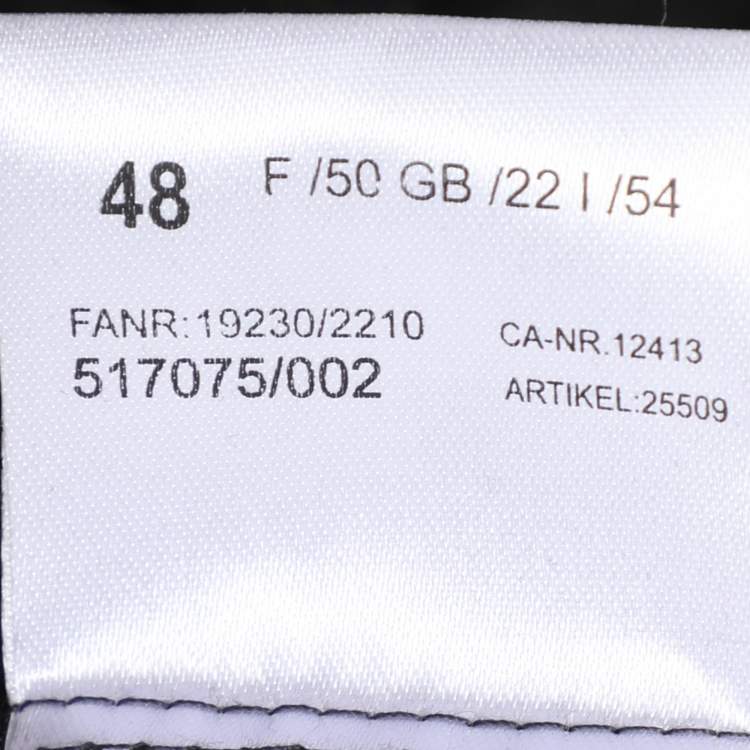 48 F /50 GB /22 I /54
FANR:19230/2210
517075/002
CA-NR.12413
ARTIKEL:25509